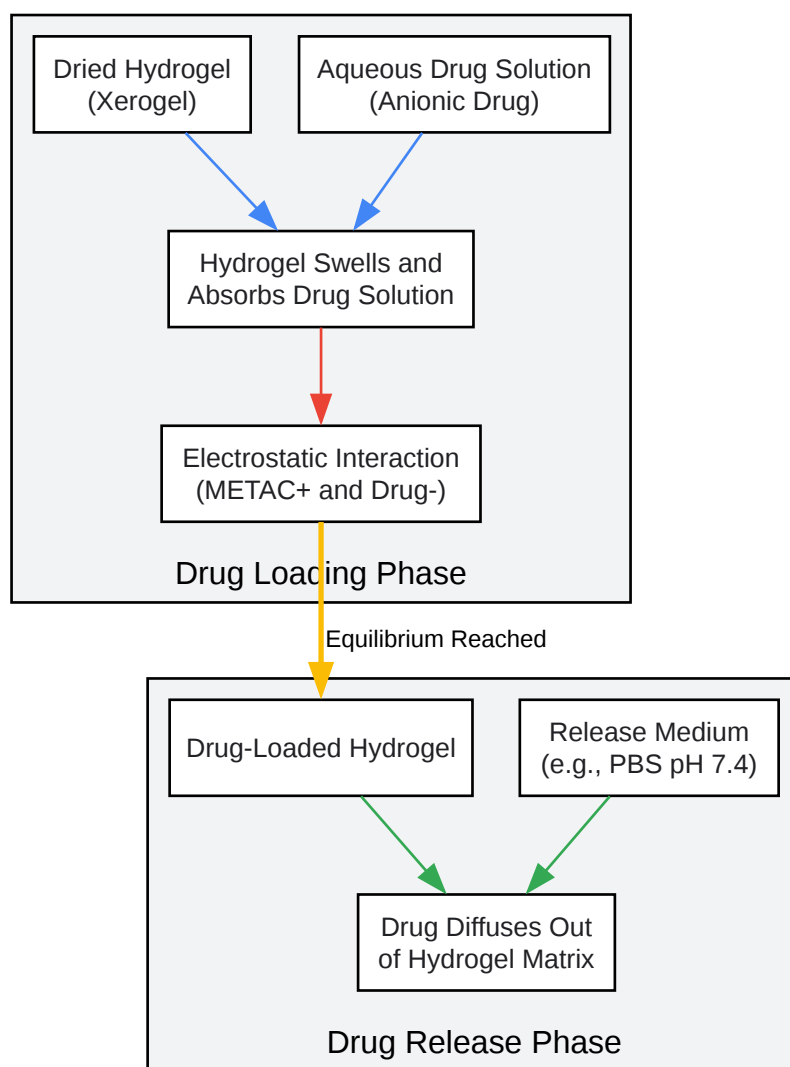 Dried Hydrogel
(Xerogel)
Aqueous Drug Solution
(Anionic Drug)
Hydrogel Swells and
Absorbs Drug Solution
Electrostatic Interaction
(METAC+ and Drug-)
Drug Loading Phase
Equilibrium Reached
Drug-Loaded Hydrogel
Release Medium
(e.g., PBS pH 7.4)
Drug Diffuses Out
of Hydrogel Matrix
Drug Release Phase